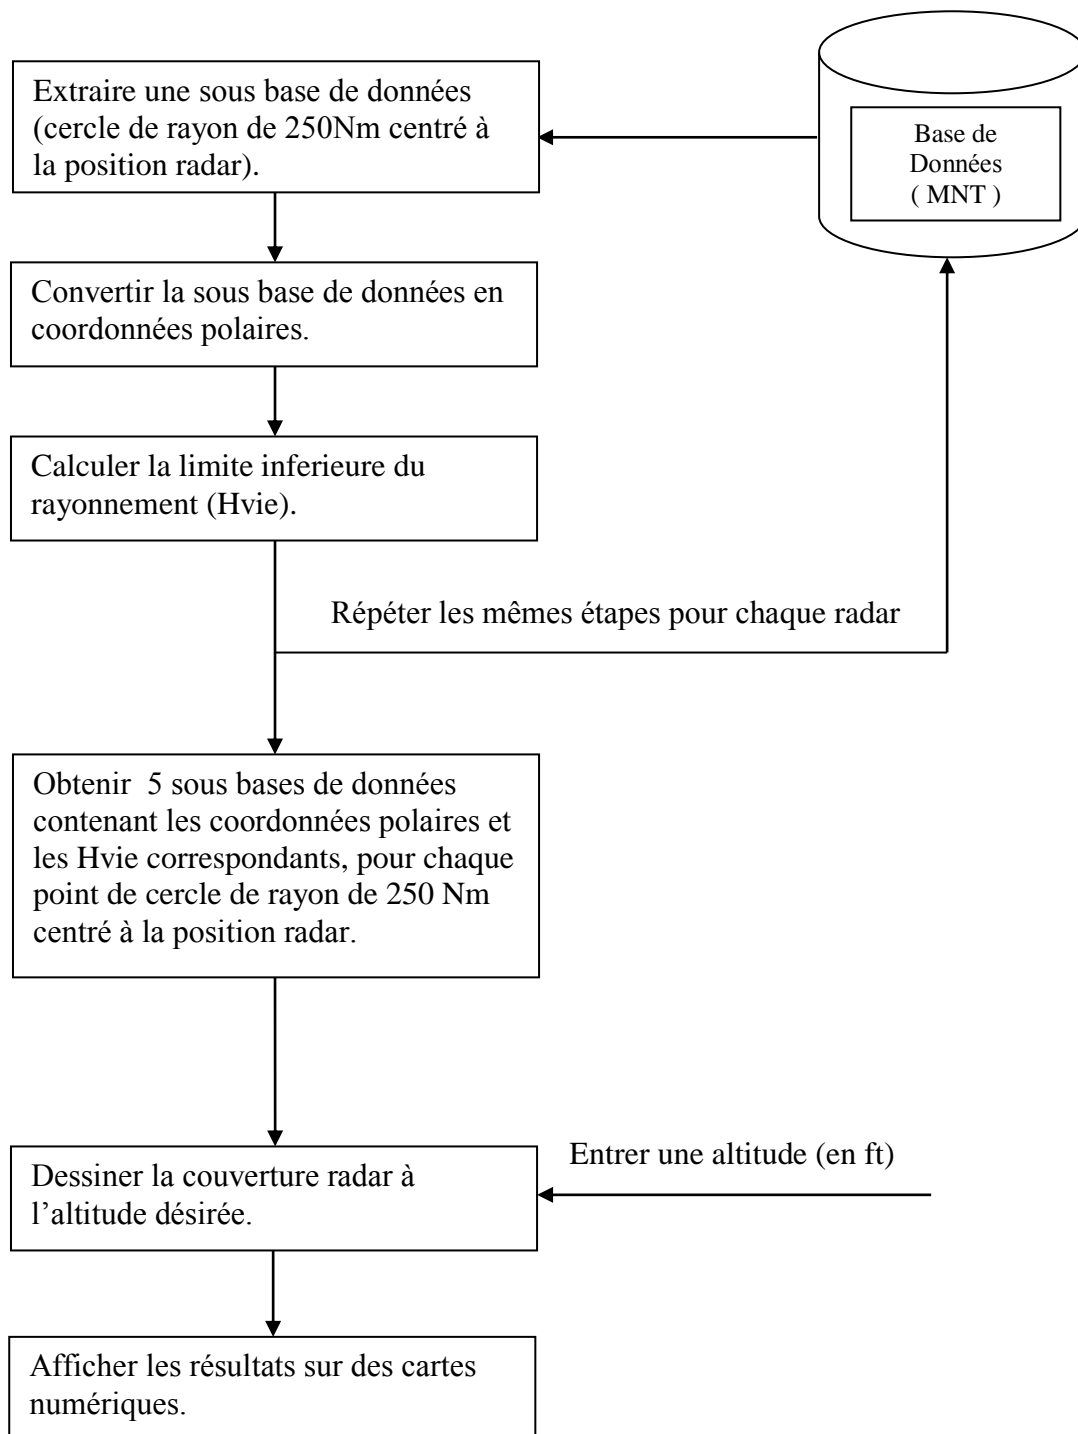 Extraire une sous base de données
(cercle de rayon de 250Nm centré à
la position radar).
Base de
Données
( MNT )
Convertir la sous base de données en
coordonnées polaires.
Calculer la limite inferieure du
rayonnement (Hvie).
Répéter les mêmes étapes pour chaque radar
Obtenir  5 sous bases de données
contenant les coordonnées polaires et
les Hvie correspondants, pour chaque
point de cercle de rayon de 250 Nm
centré à la position radar.
Entrer une altitude (en ft)
Dessiner la couverture radar à
l’altitude désirée.
Afficher les résultats sur des cartes
numériques.